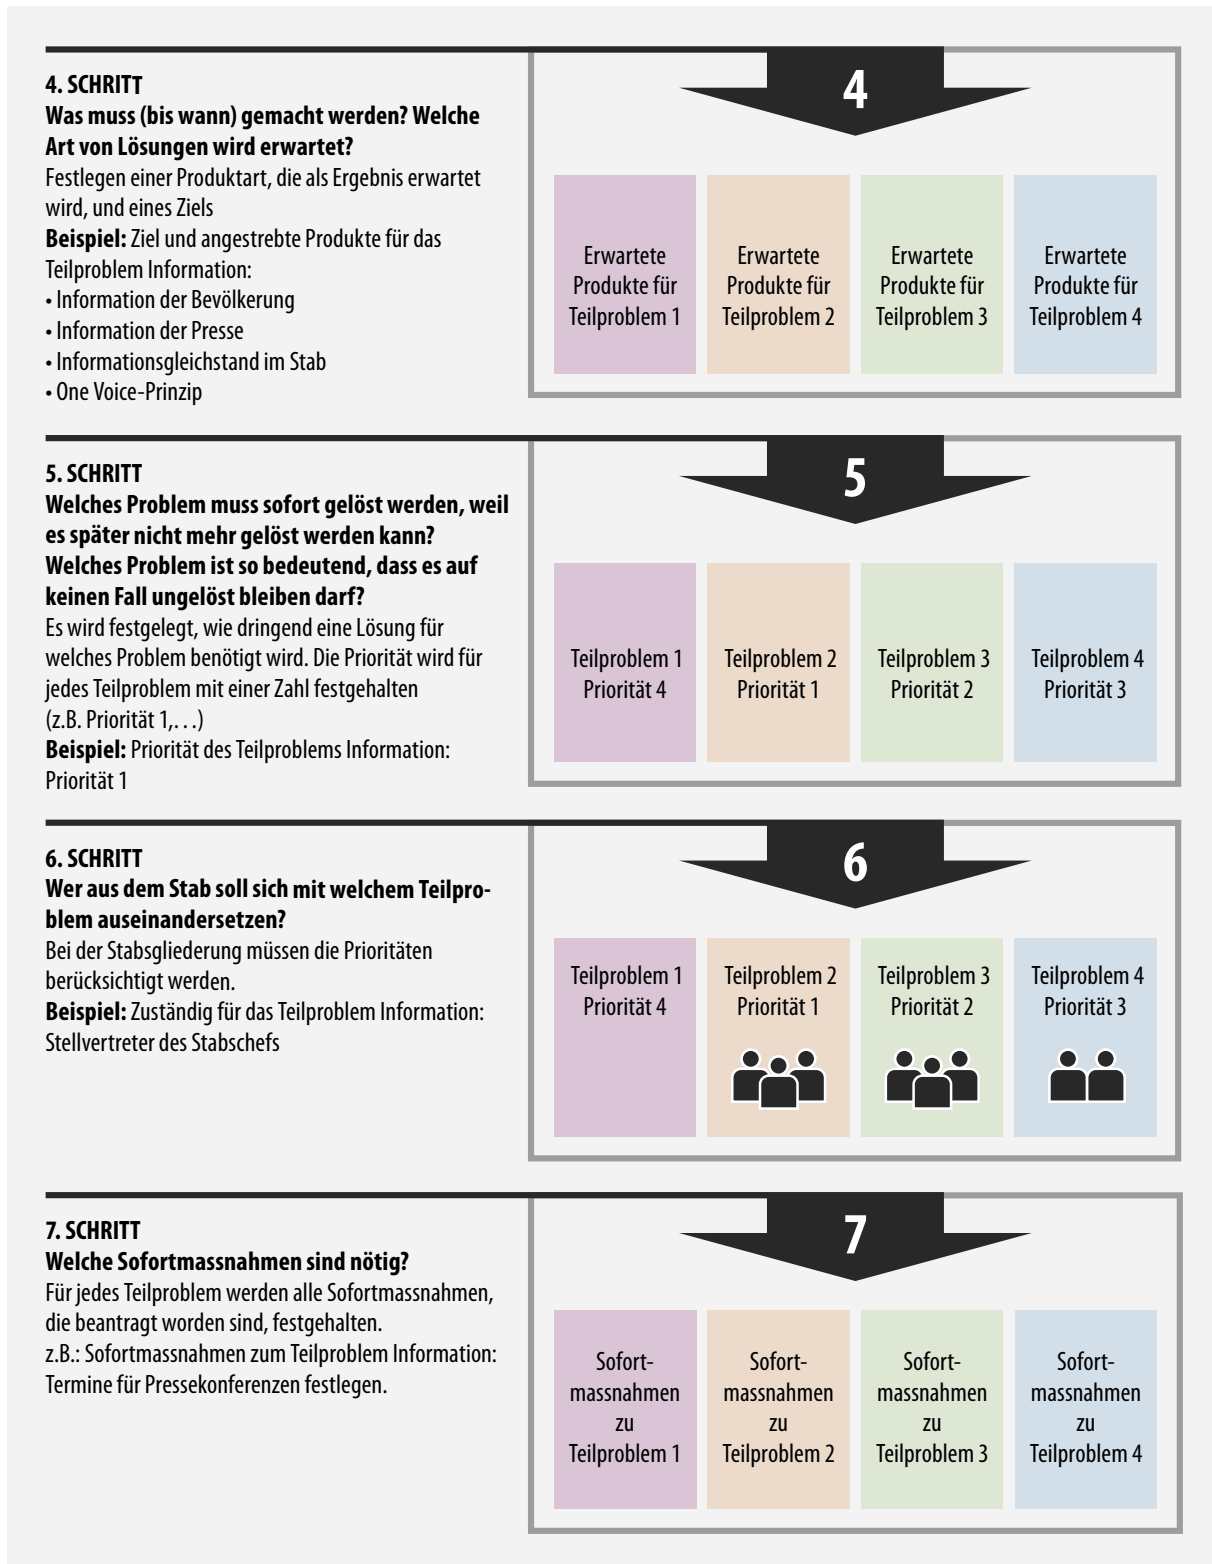 4. SCHRITT
Was muss (bis wann) gemacht werden? Welche
Art von Lösungen wird erwartet?
Festlegen einer Produktart, die als Ergebnis erwartet
wird, und eines Ziels
Beispiel: Ziel und angestrebte Produkte für das
Teilproblem Information:
• Information der Bevölkerung
• Information der Presse
• Informationsgleichstand im Stab
• One Voice-Prinzip
4
Erwartete
Produkte für
Teilproblem 1
Erwartete
Produkte für
Teilproblem 2
Erwartete
Produkte für
Teilproblem 3
Erwartete
Produkte für
Teilproblem 4
5. SCHRITT
Welches Problem muss sofort gelöst werden, weil
es später nicht mehr gelöst werden kann?
Welches Problem ist so bedeutend, dass es auf
keinen Fall ungelöst bleiben darf?
Es wird festgelegt, wie dringend eine Lösung für
welches Problem benötigt wird. Die Priorität wird für
jedes Teilproblem mit einer Zahl festgehalten
(z.B. Priorität 1,. . .)
Beispiel: Priorität des Teilproblems Information:
Priorität 1
5
Teilproblem 1
Priorität 4
Teilproblem 2
Priorität 1
Teilproblem 3
Priorität 2
Teilproblem 4
Priorität 3
6. SCHRITT
Wer aus dem Stab soll sich mit welchem Teilpro-
blem auseinandersetzen?
Bei der Stabsgliederung müssen die Prioritäten
berücksichtigt werden.
Beispiel: Zuständig für das Teilproblem Information:
Stellvertreter des Stabschefs
6
Teilproblem 1
Priorität 4
Teilproblem 2
Priorität 1
Teilproblem 3
Priorität 2
Teilproblem 4
Priorität 3
7. SCHRITT
Welche Sofortmassnahmen sind nötig?
Für jedes Teilproblem werden alle Sofortmassnahmen,
die beantragt worden sind, festgehalten.
z.B.: Sofortmassnahmen zum Teilproblem Information:
Termine für Pressekonferenzen festlegen.
7
Sofort-
massnahmen
zu
Teilproblem 1
Sofort-
massnahmen
zu
Teilproblem 2
Sofort-
massnahmen
zu
Teilproblem 3
Sofort-
massnahmen
zu
Teilproblem 4